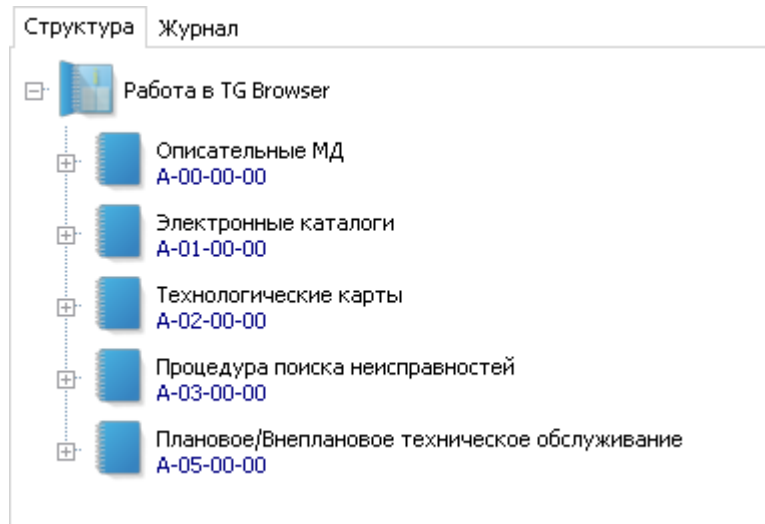 Структура Журнал
Работа в TG Browser
Описательные МД
A-00-00-00
Электронные каталоги
A-01-00-00
Технологические карты
A-02-00-00
Процедура поиска неисправностей
A-03-00-00
Плановое/Внеплановое техническое обслуживание
A-05-00-00